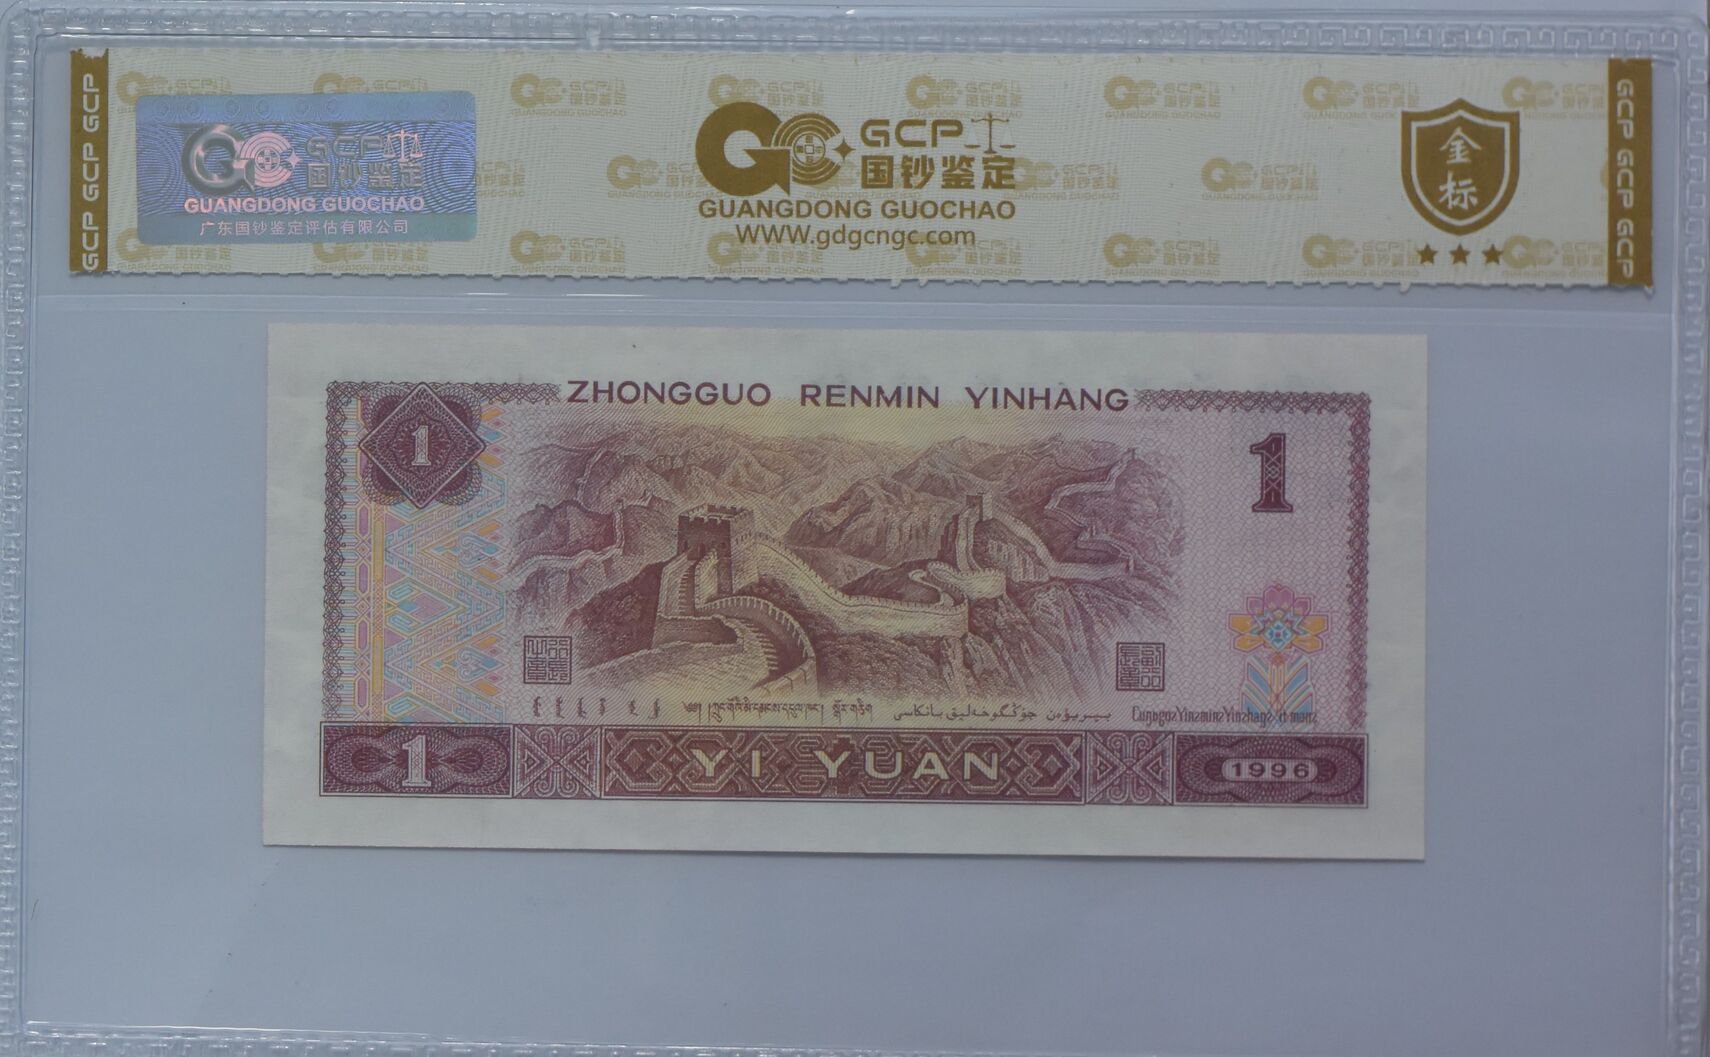 GCP GCP GCP
GCP
国钞鉴定
GUANGDONG GUOCHAO
广东国钞鉴定评估有限公司
GCP
国钞鉴定
GUANGDONG GUOCHAO
WWW.gdgcngc.com
金标
GCP GCP GCP
ZHONGGUO RENMIN YINHANG
1
1
1
YI YUAN
1996